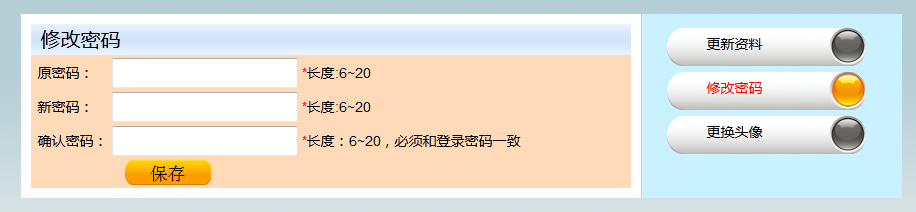 修改密码
原密码：
*长度:6~20
新密码：
*长度:6~20
确认密码：
*长度：6~20，必须和登录密码一致
保存
更新资料
修改密码
更换头像